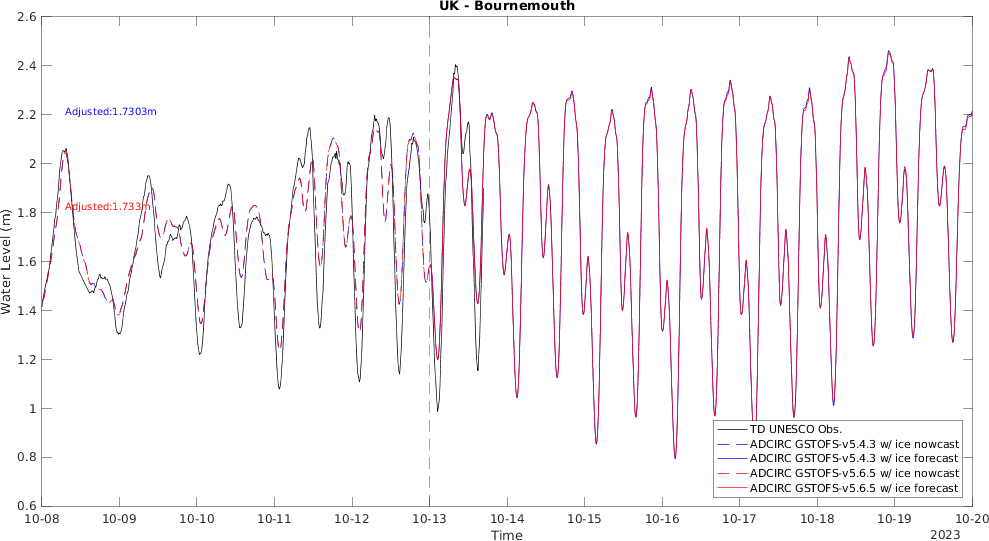 UK - Bournemouth
2.6
2.4
2.2
2
1.8
1.6
1.4
1.2
1
0.8
0.6
Water Level (m)
Adjusted:1.7303m
Adjusted:1.733m
TD UNESCO Obs.
ADCIRC GSTOFS-v5.4.3 w/ ice nowcast
ADCIRC GSTOFS-v5.4.3 w/ ice forecast
ADCIRC GSTOFS-v5.6.5 w/ ice nowcast
ADCIRC GSTOFS-v5.6.5 w/ ice forecast
10-08 10-09 10-10 10-11 10-12 10-13 10-14 10-15 10-16 10-17 10-18 10-19 10-20
Time
2023